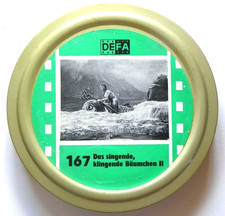 DEFA
167 Das singende,
klingende Bäumchen II